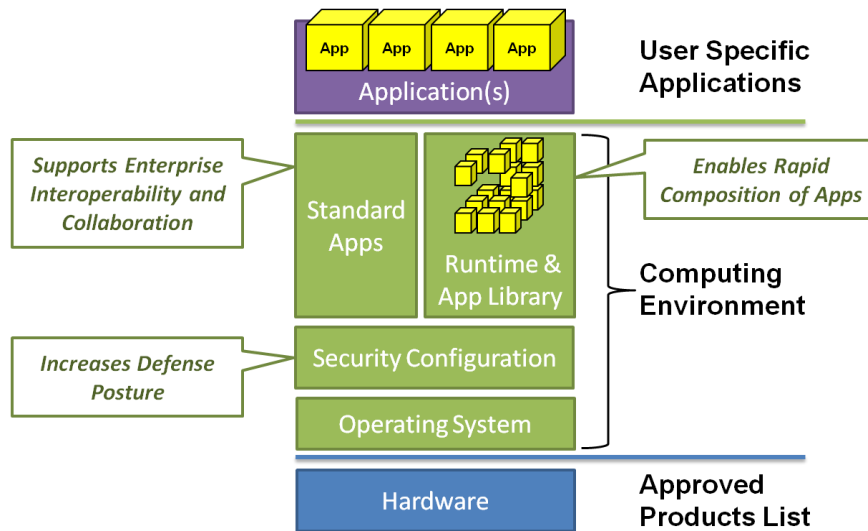 App App App App
Application(s)
User Specific
Applications
Supports Enterprise
Interoperability and
Collaboration
Standard
Apps
Runtime &
App Library
Enables Rapid
Composition of Apps
Computing
Environment
Increases Defense
Posture
Security Configuration
Operating System
Hardware
Approved
Products List